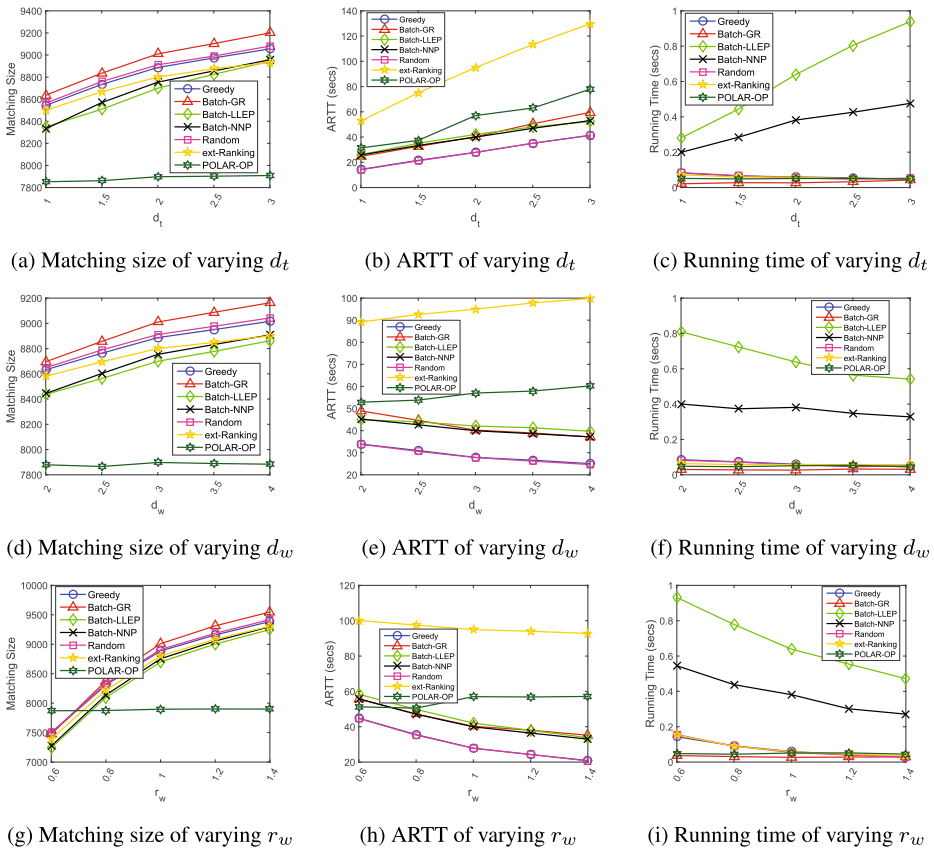 9400
9200
9000
8800
8600
8400
8200
8000
7800
Matching Size
1
1.5
2
2.5
3
d_t
Greedy
Batch-GR
Batch-LLEP
Batch-NNP
Random
ext-Ranking
POLAR-OP
(a) Matching size of varying d_t
140
120
100
80
60
40
20
0
ARTT (secs)
1
1.5
2
2.5
3
d_t
Greedy
Batch-GR
Batch-LLEP
Batch-NNP
Random
ext-Ranking
POLAR-OP
(b) ARTT of varying d_t
1
0.8
0.6
0.4
0.2
0
Running Time (secs)
1
1.5
2
2.5
3
d_t
Greedy
Batch-GR
Batch-LLEP
Batch-NNP
Random
ext-Ranking
POLAR-OP
(c) Running time of varying d_t
9200
9000
8800
8600
8400
8200
8000
7800
Matching Size
2
2.5
3
3.5
4
d_w
Greedy
Batch-GR
Batch-LLEP
Batch-NNP
Random
ext-Ranking
POLAR-OP
(d) Matching size of varying d_w
100
90
80
70
60
50
40
30
20
ARTT (secs)
2
2.5
3
3.5
4
d_w
Greedy
Batch-GR
Batch-LLEP
Batch-NNP
Random
ext-Ranking
POLAR-OP
(e) ARTT of varying d_w
1
0.8
0.6
0.4
0.2
0
Running Time (secs)
2
2.5
3
3.5
4
d_w
Greedy
Batch-GR
Batch-LLEP
Batch-NNP
Random
ext-Ranking
POLAR-OP
(f) Running time of varying d_w
10000
9500
9000
8500
8000
7500
7000
Matching Size
0.6
0.8
1
1.2
1.4
r_w
Greedy
Batch-GR
Batch-LLEP
Batch-NNP
Random
ext-Ranking
POLAR-OP
(g) Matching size of varying r_w
120
100
80
60
40
20
ARTT (secs)
0.6
0.8
1
1.2
1.4
r_w
Greedy
Batch-GR
Batch-LLEP
Batch-NNP
Random
ext-Ranking
POLAR-OP
(h) ARTT of varying r_w
1
0.8
0.6
0.4
0.2
0
Running Time (secs)
0.6
0.8
1
1.2
1.4
r_w
Greedy
Batch-GR
Batch-LLEP
Batch-NNP
Random
ext-Ranking
POLAR-OP
(i) Running time of varying r_w